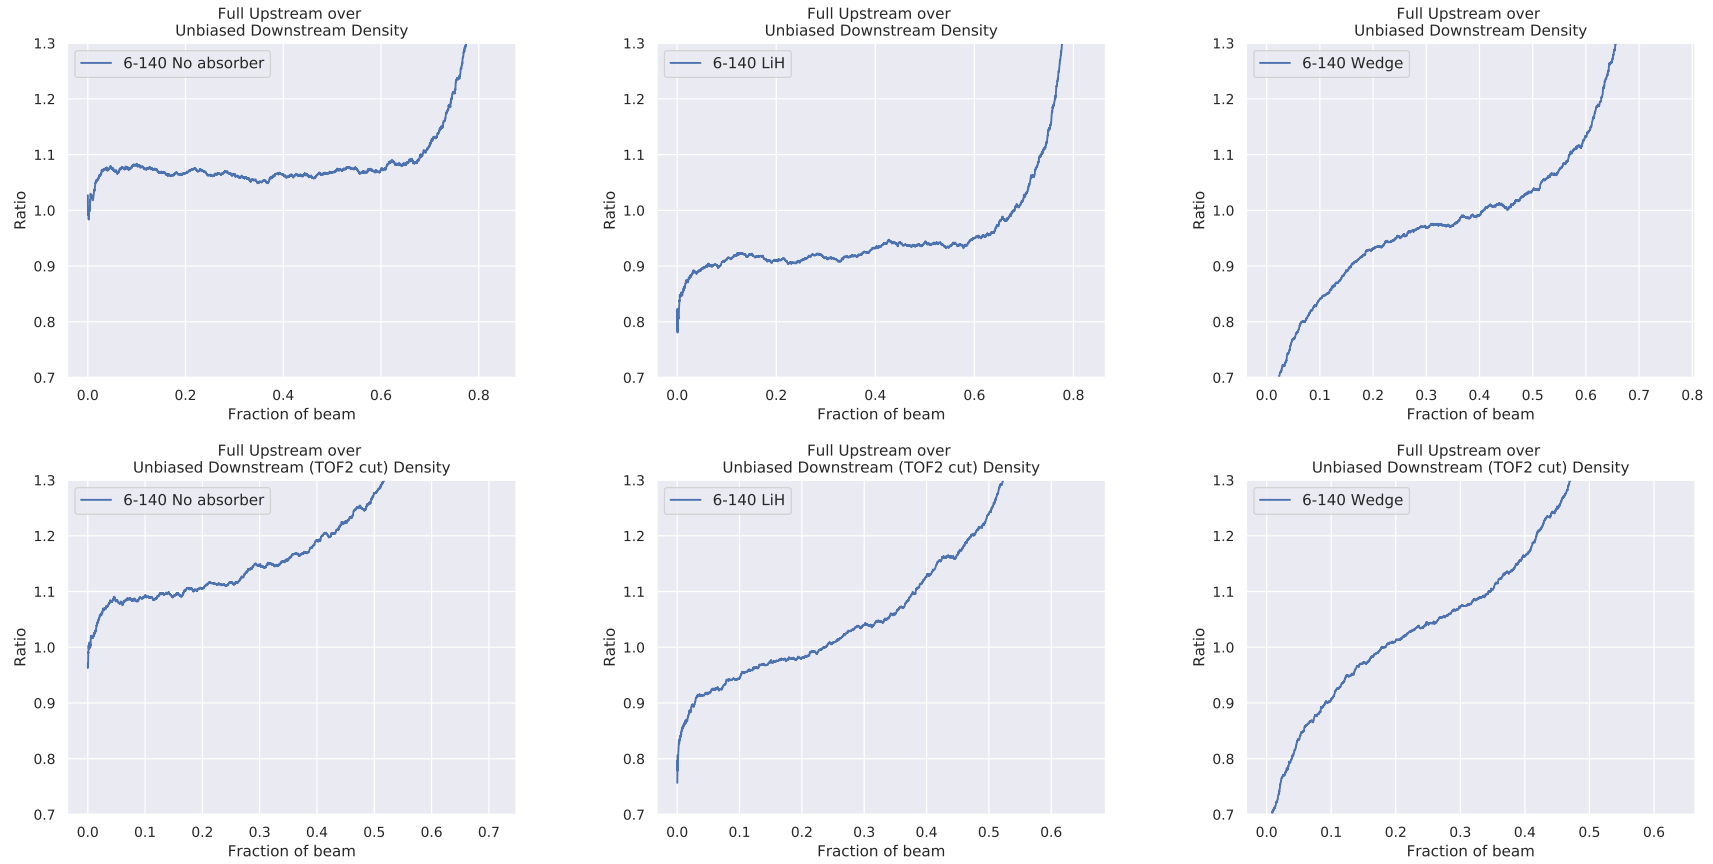 Full Upstream over
Unbiased Downstream Density
6-140 No absorber
1.3
1.2
1.1
1.0
0.9
0.8
0.7
Ratio
0.0 0.2 0.4 0.6 0.8
Fraction of beam
Full Upstream over
Unbiased Downstream Density
6-140 LiH
1.3
1.2
1.1
1.0
0.9
0.8
0.7
Ratio
0.0 0.2 0.4 0.6 0.8
Fraction of beam
Full Upstream over
Unbiased Downstream Density
6-140 Wedge
1.3
1.2
1.1
1.0
0.9
0.8
0.7
Ratio
0.0 0.1 0.2 0.3 0.4 0.5 0.6 0.7 0.8
Fraction of beam
Full Upstream over
Unbiased Downstream (TOF2 cut) Density
6-140 No absorber
1.3
1.2
1.1
1.0
0.9
0.8
0.7
Ratio
0.0 0.1 0.2 0.3 0.4 0.5 0.6 0.7
Fraction of beam
Full Upstream over
Unbiased Downstream (TOF2 cut) Density
6-140 LiH
1.3
1.2
1.1
1.0
0.9
0.8
0.7
Ratio
0.0 0.1 0.2 0.3 0.4 0.5 0.6
Fraction of beam
Full Upstream over
Unbiased Downstream (TOF2 cut) Density
6-140 Wedge
1.3
1.2
1.1
1.0
0.9
0.8
0.7
Ratio
0.0 0.1 0.2 0.3 0.4 0.5 0.6
Fraction of beam